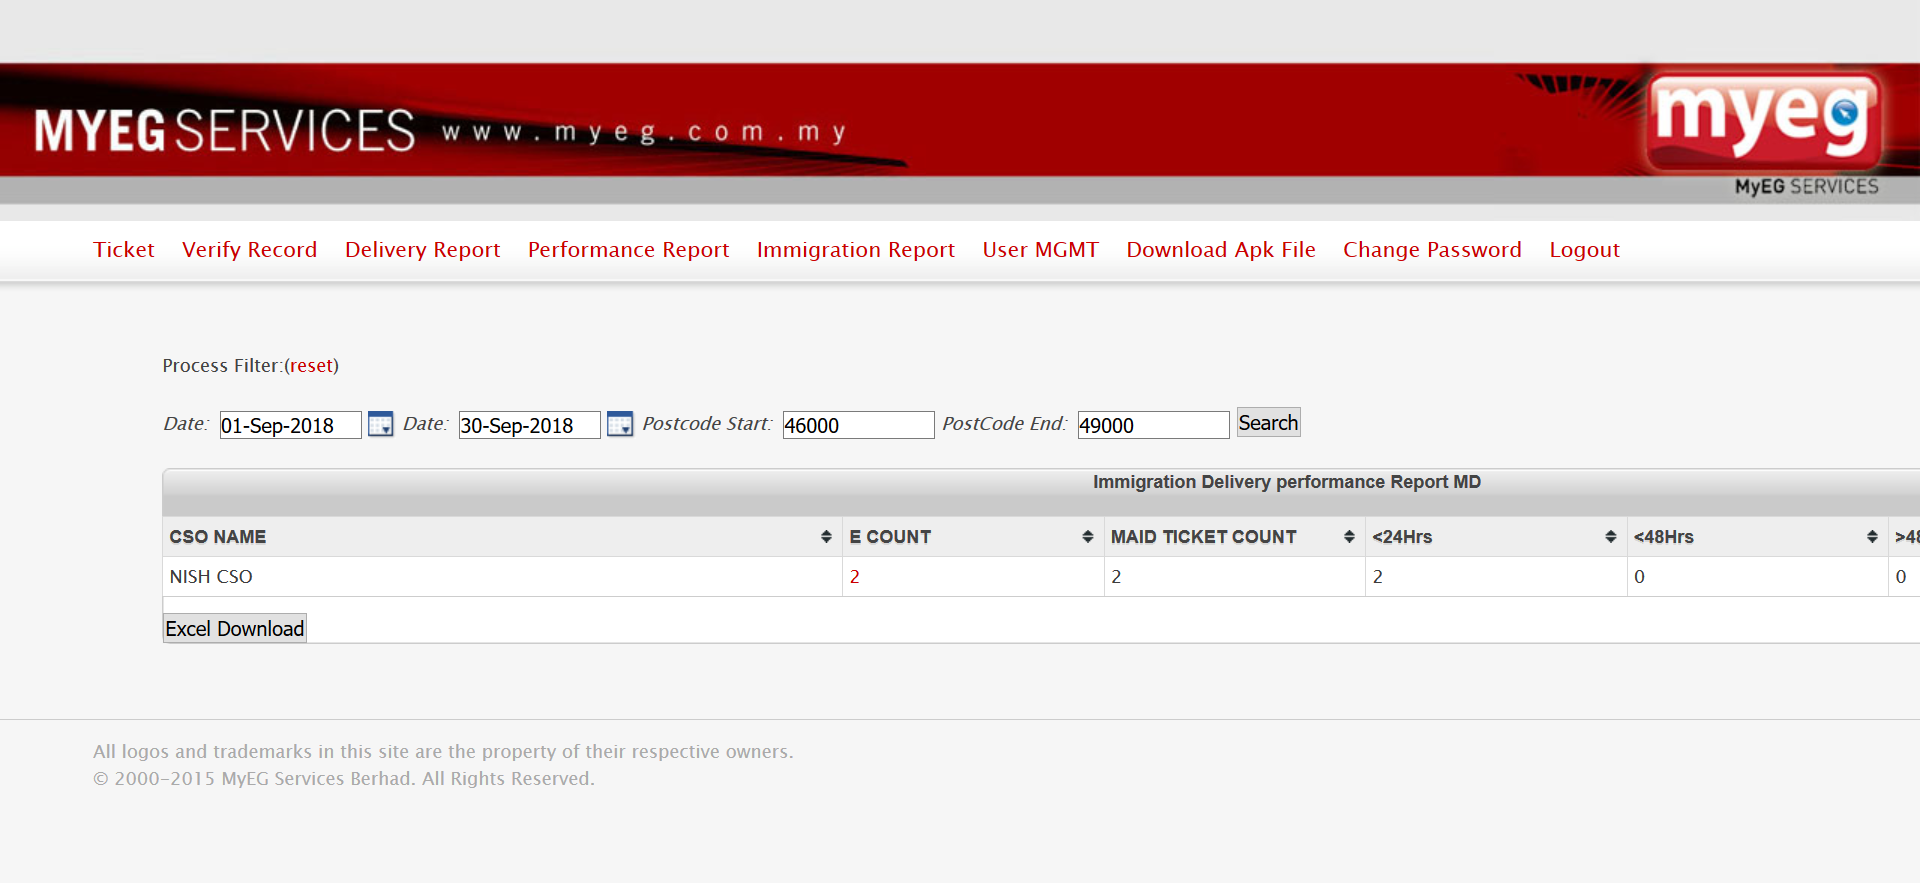 MYEG SERVICES www.myeg.com.my
myeg
MyEG SERVICES
Ticket Verify Record Delivery Report Performance Report Immigration Report User MGMT Download Apk File Change Password Logout
Process Filter:(reset)
Date: 01-Sep-2018 Date: 30-Sep-2018 Postcode Start: 46000 PostCode End: 49000 Search
Immigration Delivery performance Report MD
CSO NAME E COUNT MAID TICKET COUNT <24Hrs <48Hrs >48
NISH CSO 2 2 2 0 0
Excel Download
All logos and trademarks in this site are the property of their respective owners.
© 2000-2015 MyEG Services Berhad. All Rights Reserved.